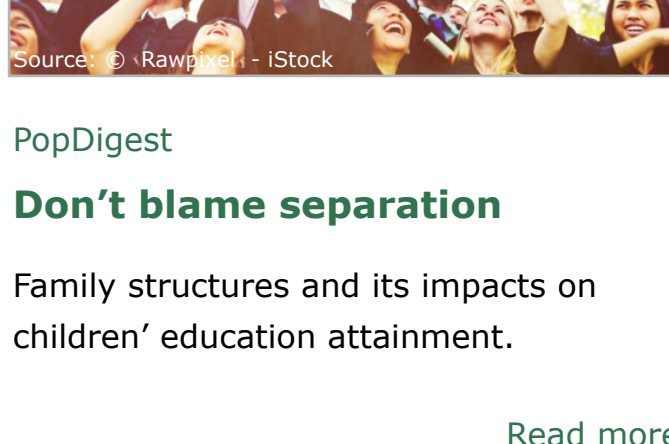 Source: © Rawpixel - iStock
PopDigest
Don’t blame separation
Family structures and its impacts on
children’ education attainment.
Read more